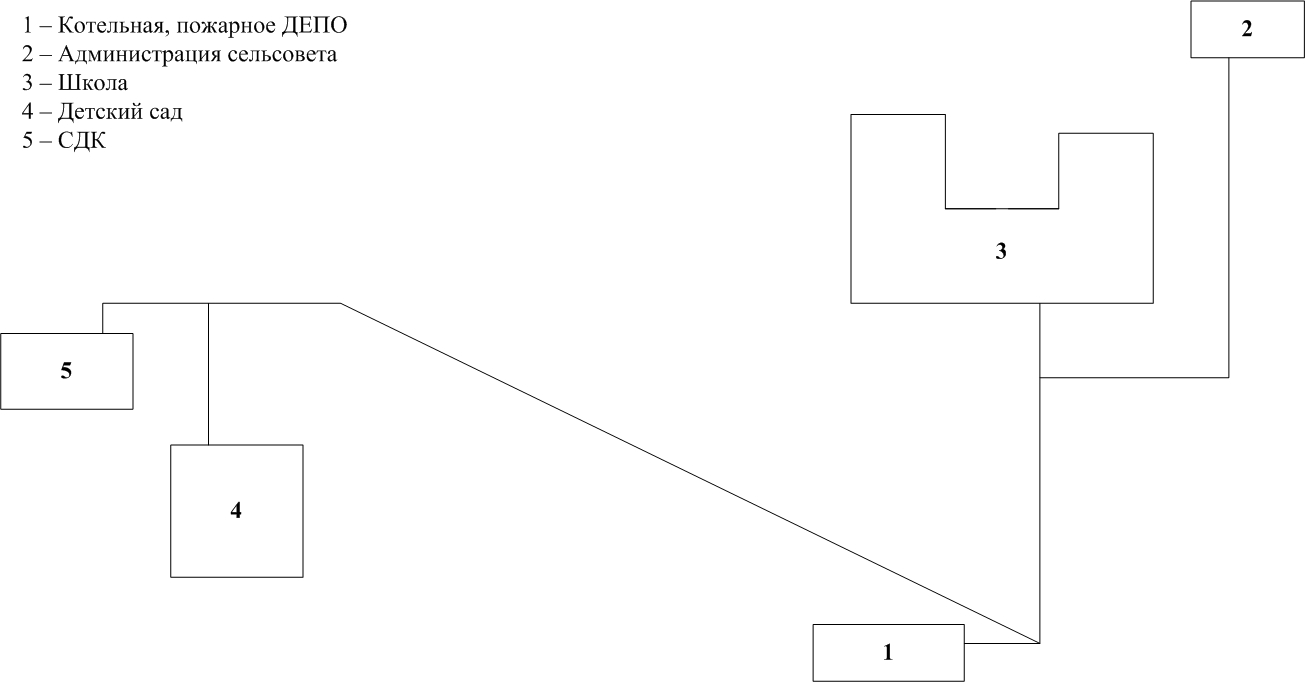 1 – Котельная, пожарное ДЕПО
2 – Администрация сельсовета
3 – Школа
4 – Детский сад
5 – СДК
2
3
5
4
1